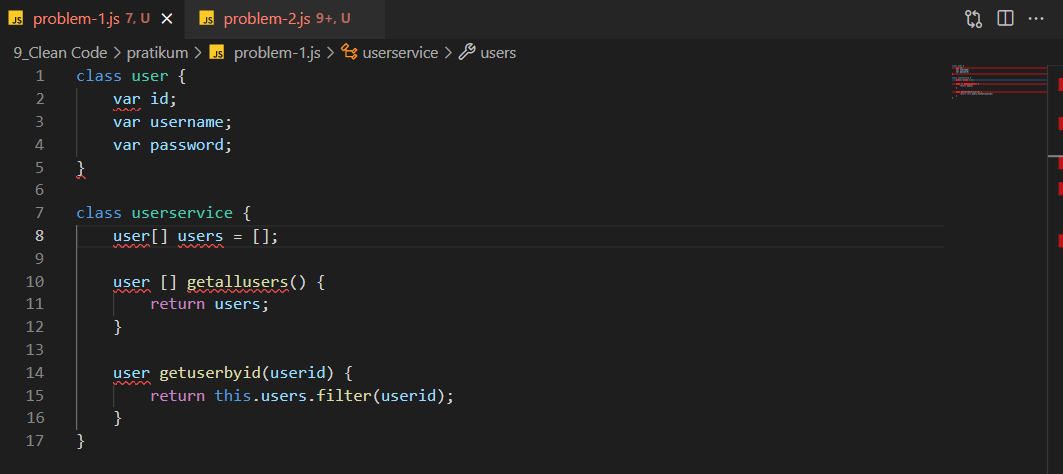 JS problem-1.js 7, U × JS problem-2.js 9+, U ...
9_Clean Code > pratikum > JS problem-1.js > userservice > users
1 class user {
2 var id;
3 var username;
4 var password;
5 }
6
7 class userservice {
8 user[] users = [];
9
10 user [] getallusers() {
11 return users;
12 }
13
14 user getuserbyid(userid) {
15 return this.users.filter(userid);
16 }
17 }